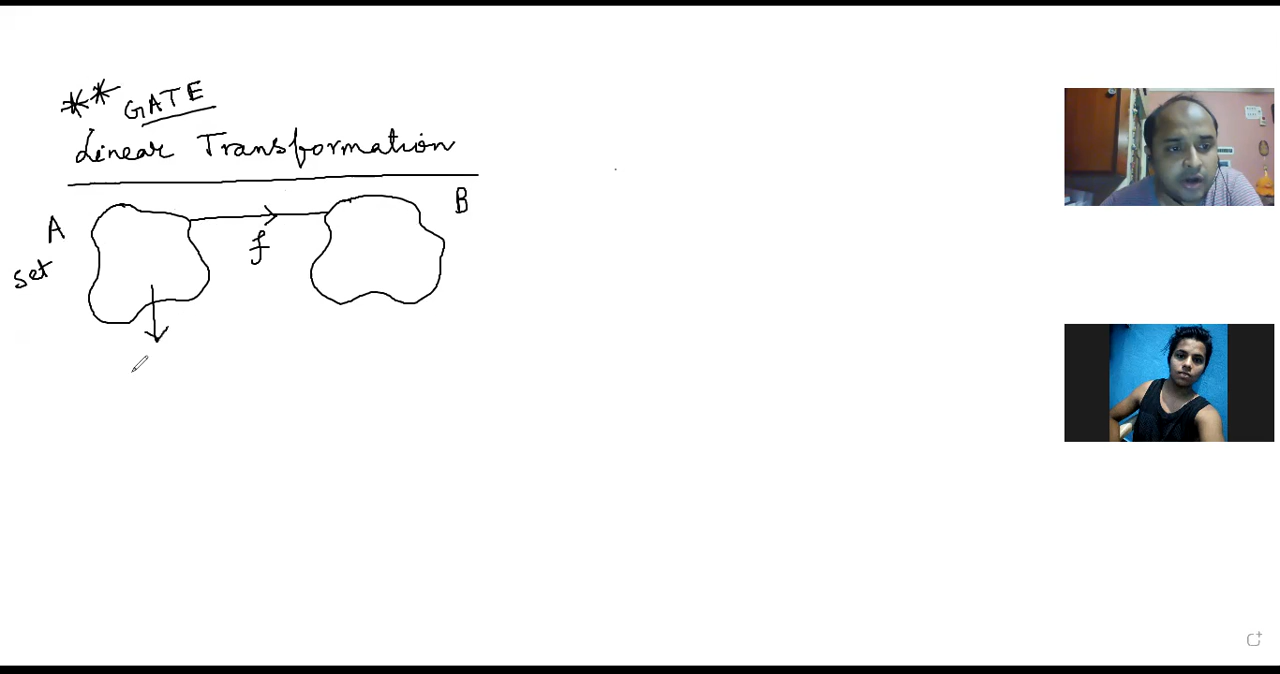 ** GATE
Linear Transformation
A
B
f
set